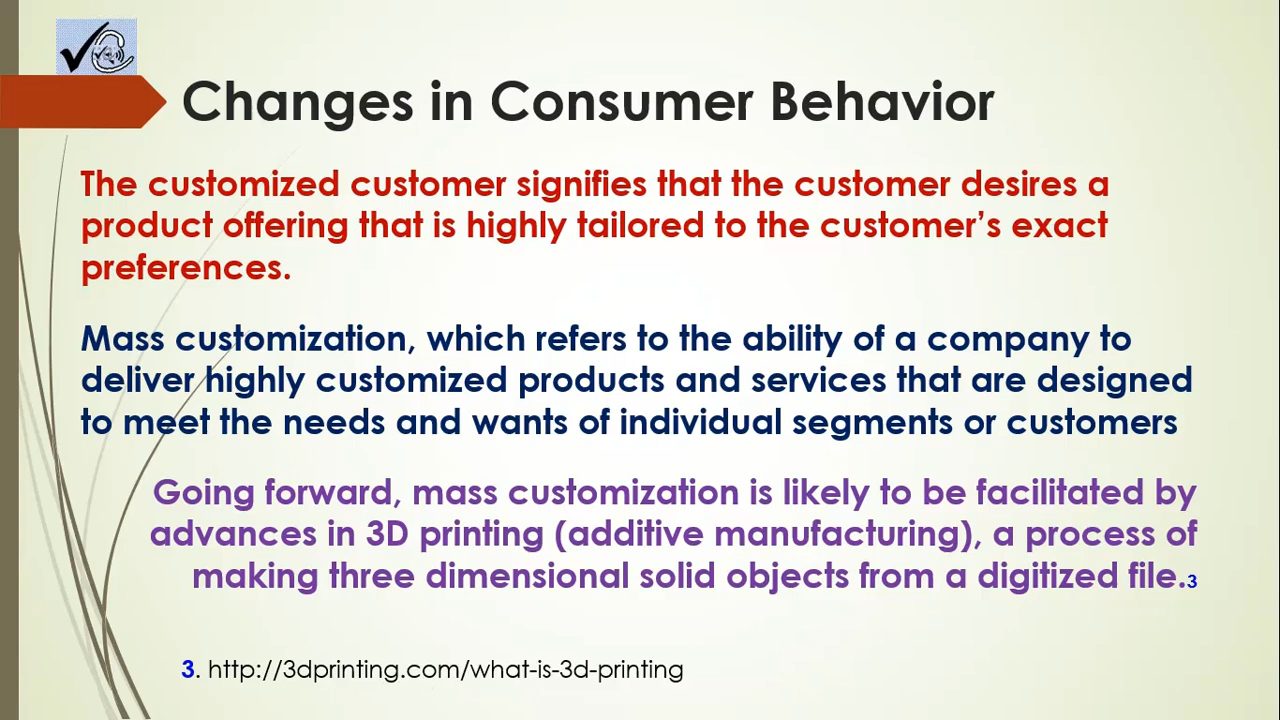 Changes in Consumer Behavior
The customized customer signifies that the customer desires a
product offering that is highly tailored to the customer’s exact
preferences.
Mass customization, which refers to the ability of a company to
deliver highly customized products and services that are designed
to meet the needs and wants of individual segments or customers
Going forward, mass customization is likely to be facilitated by
advances in 3D printing (additive manufacturing), a process of
making three dimensional solid objects from a digitized file.3
3. http://3dprinting.com/what-is-3d-printing